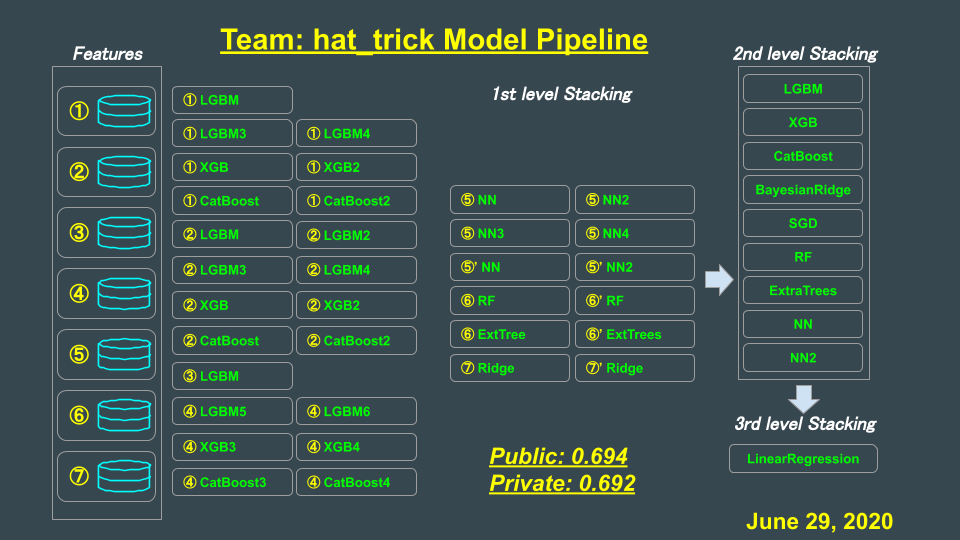 Team: hat_trick Model Pipeline
Features
①
②
③
④
⑤
⑥
⑦
1st level Stacking
① LGBM
① LGBM3 ① LGBM4
① XGB ① XGB2
① CatBoost ① CatBoost2
② LGBM ② LGBM2
② LGBM3 ② LGBM4
② XGB ② XGB2
② CatBoost ② CatBoost2
③ LGBM
④ LGBM5 ④ LGBM6
④ XGB3 ④ XGB4
④ CatBoost3 ④ CatBoost4
⑤ NN ⑤ NN2
⑤ NN3 ⑤ NN4
⑤' NN ⑤' NN2
⑥ RF ⑥' RF
⑥ ExtTree ⑥' ExtTrees
⑦ Ridge ⑦' Ridge
2nd level Stacking
LGBM
XGB
CatBoost
BayesianRidge
SGD
RF
ExtraTrees
NN
NN2
3rd level Stacking
LinearRegression
Public: 0.694
Private: 0.692
June 29, 2020